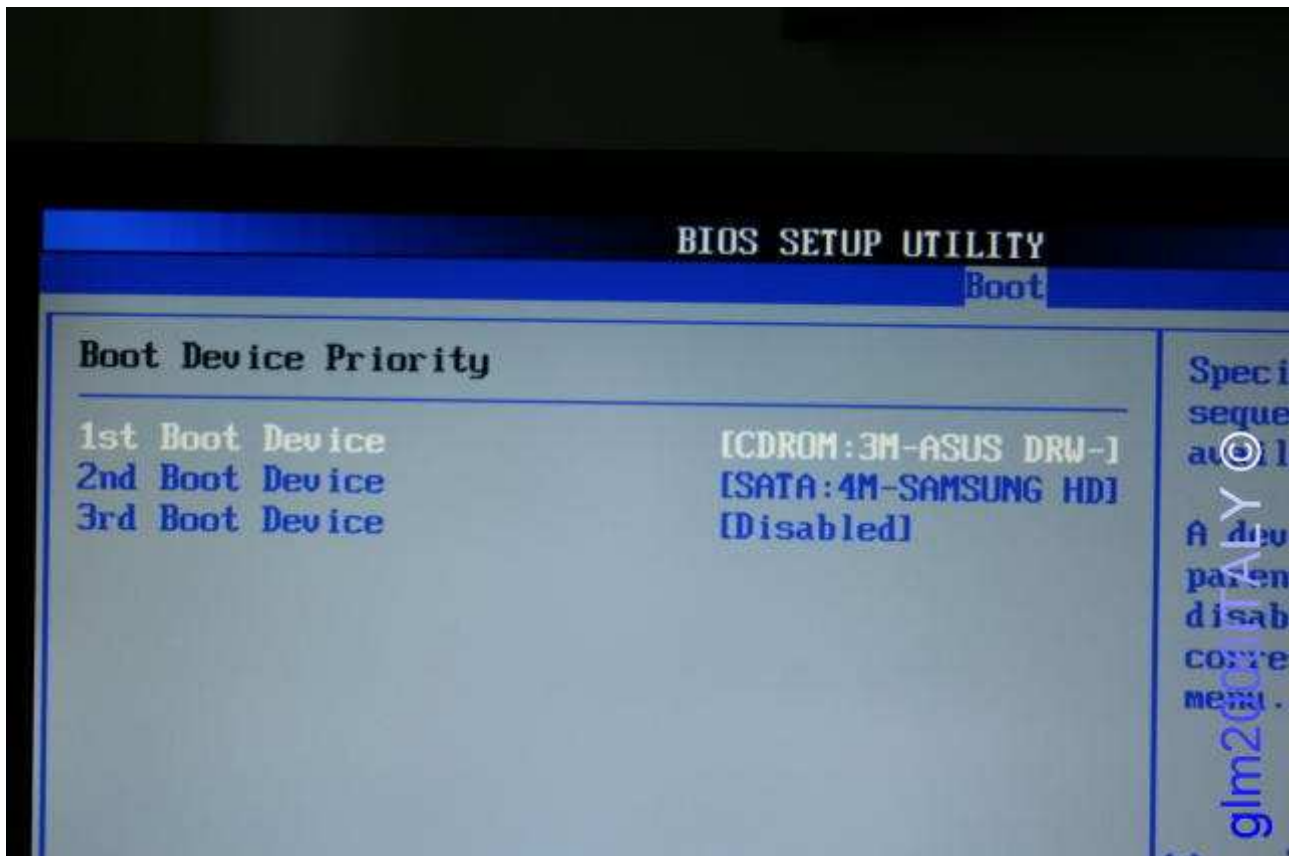 BIOS SETUP UTILITY
Boot
Boot Device Priority
1st Boot Device [CDROM:3M-ASUS DRW-]
2nd Boot Device [SATA:4M-SAMSUNG HD]
3rd Boot Device [Disabled]
Speci
seque
A dev
paren
disab
corre
menu.